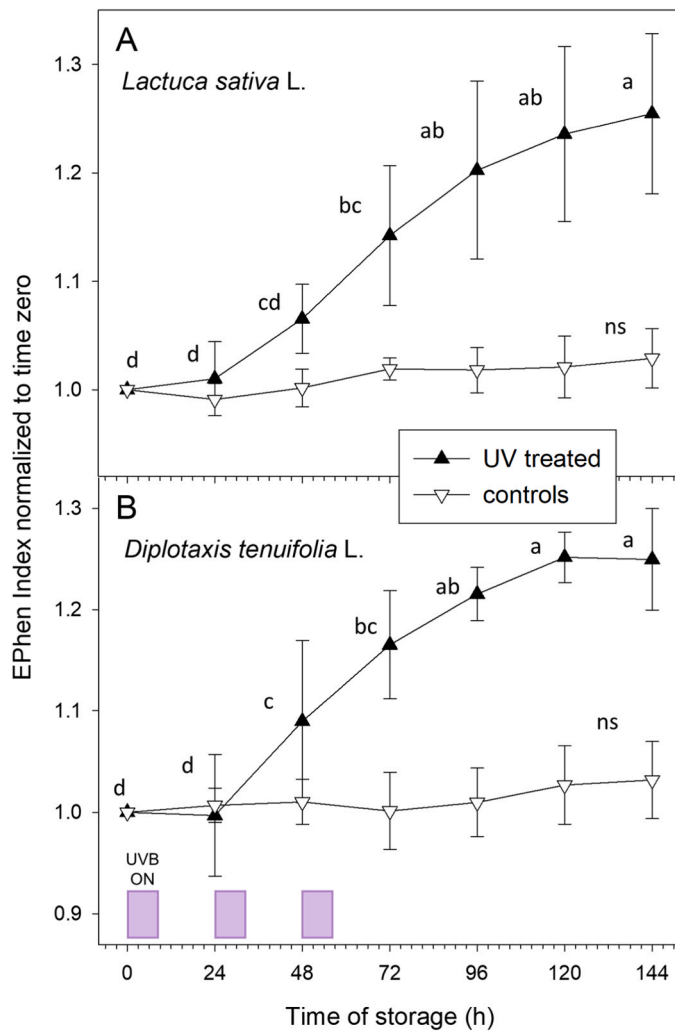 A
Lactuca sativa L.
1.3
1.2
1.1
1.0
d
d
cd
bc
ab
ab
a
ns
UV treated
controls
B
Diplotaxis tenuifolia L.
1.3
1.2
1.1
1.0
0.9
d
d
c
bc
ab
a
a
ns
UVB
ON
0 24 48 72 96 120 144
Time of storage (h)
EPhen Index normalized to time zero